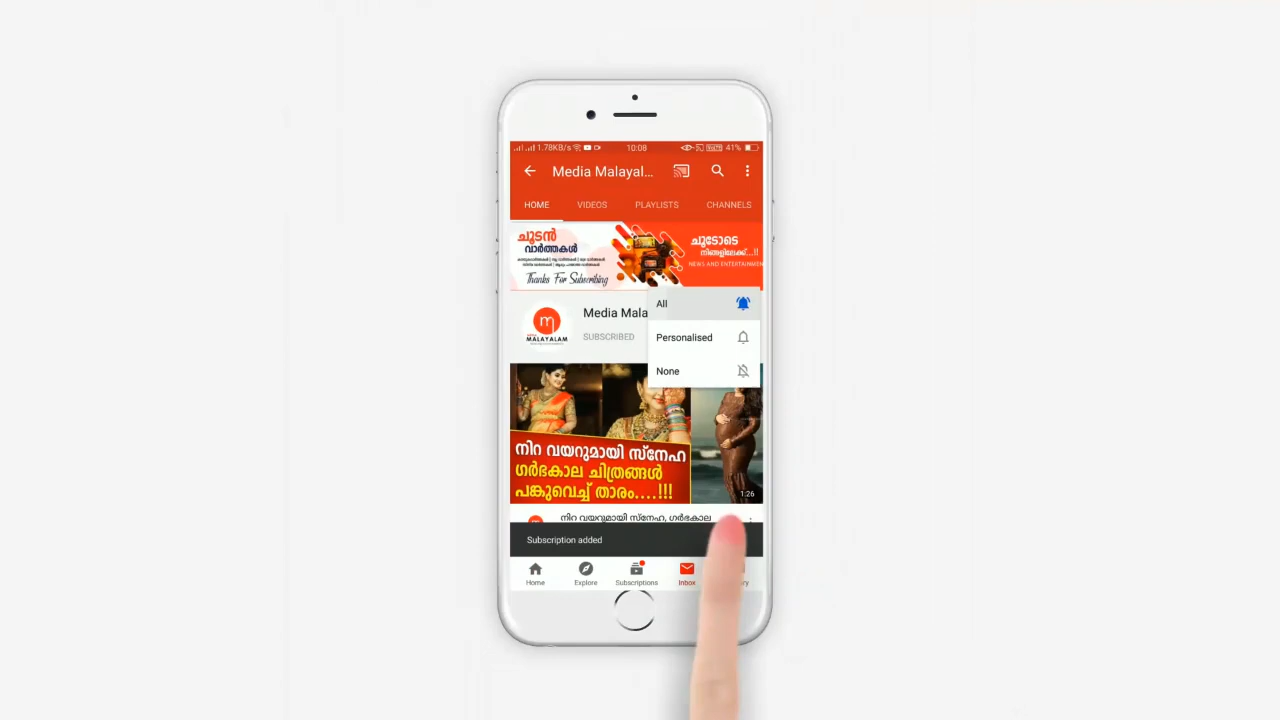 1.78KB/s 10:08 41%
Media Malayal...
HOME VIDEOS PLAYLISTS CHANNELS
ചൂടൻ
വാർത്തകൾ
Thanks For Subscribing
ചൂടോടെ
നിങ്ങളിലേക്ക്...!!
NEWS AND ENTERTAINMEN
All
Media Mala
SUBSCRIBED
Personalised
None
MALAYALAM
നിറ വയറുമായി സ്നേഹ
ഗർഭകാല ചിത്രങ്ങൾ
പങ്കുവെച്ച് താരം....!!!
1:26
നിറ വയറുമായി സ്നേഹ, ഗർഭകാല
Subscription added
Home Explore Subscriptions Inbox